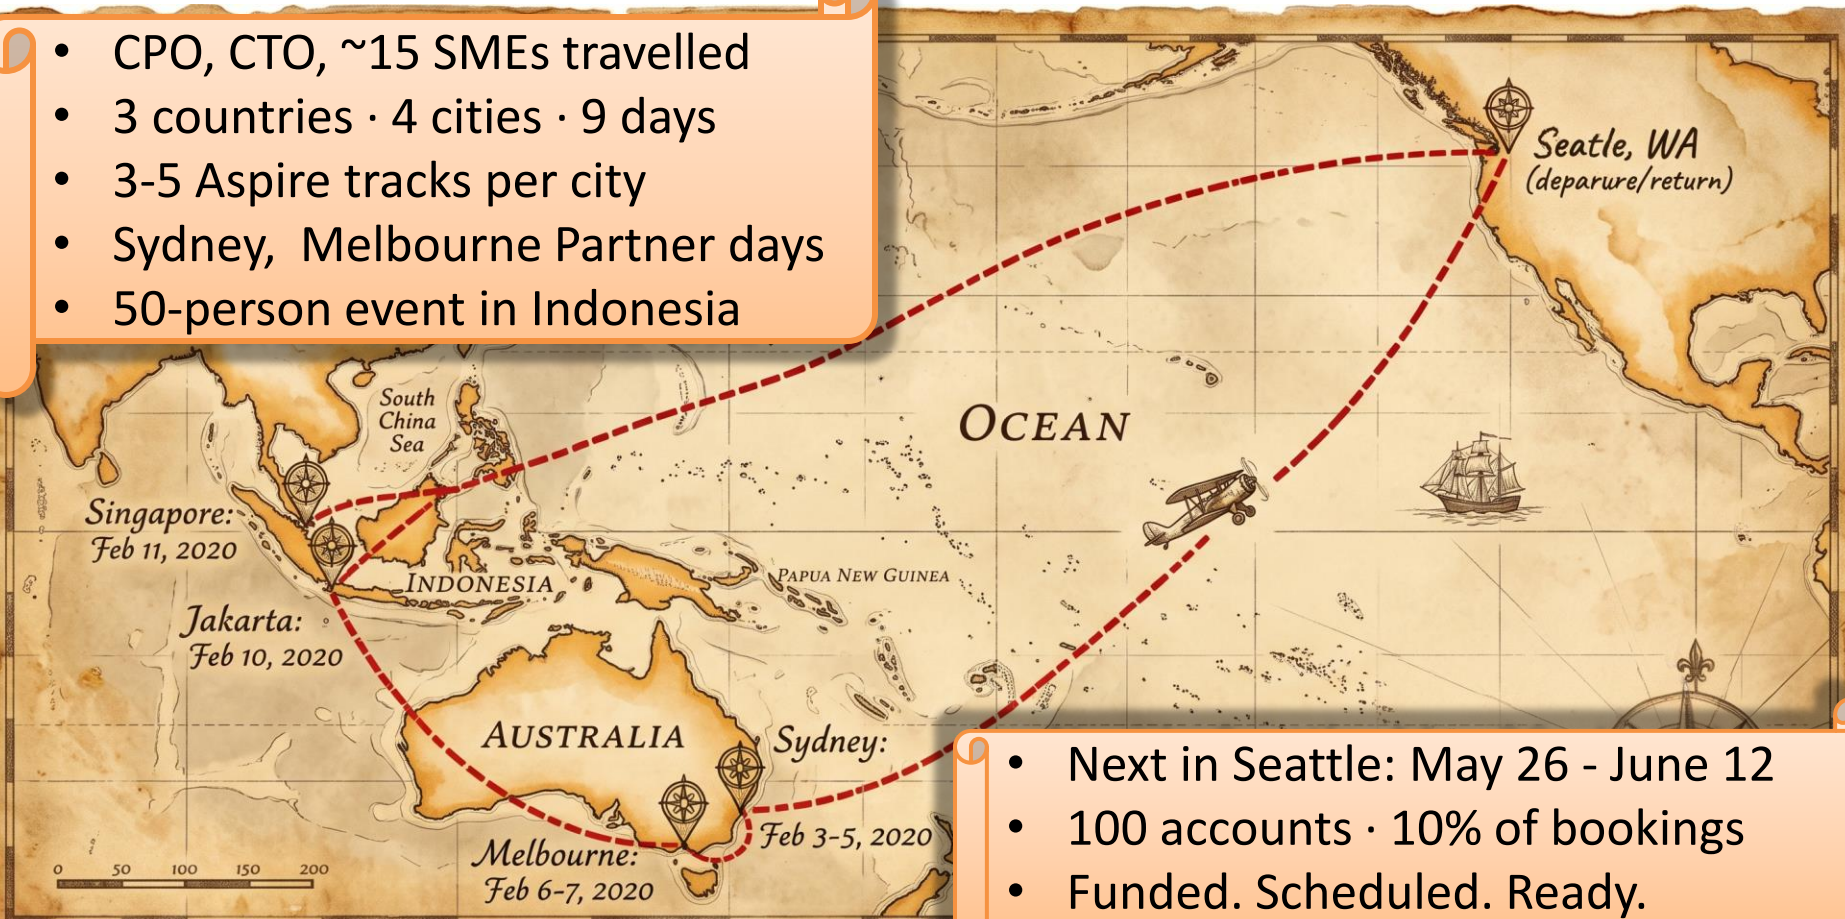 • CPO, CTO, ~15 SMEs travelled
• 3 countries · 4 cities · 9 days
• 3-5 Aspire tracks per city
• Sydney,  Melbourne Partner days
• 50-person event in Indonesia
Seatle, WA
(deparure/return)
South
China
Sea
OCEAN
Singapore:
Feb 11, 2020
INDONESIA
PAPUA NEW GUINEA
Jakarta:
Feb 10, 2020
AUSTRALIA
Sydney:
Feb 3-5, 2020
Melbourne:
Feb 6-7, 2020
0 50 100 150 200
• Next in Seattle: May 26 - June 12
• 100 accounts · 10% of bookings
• Funded. Scheduled. Ready.